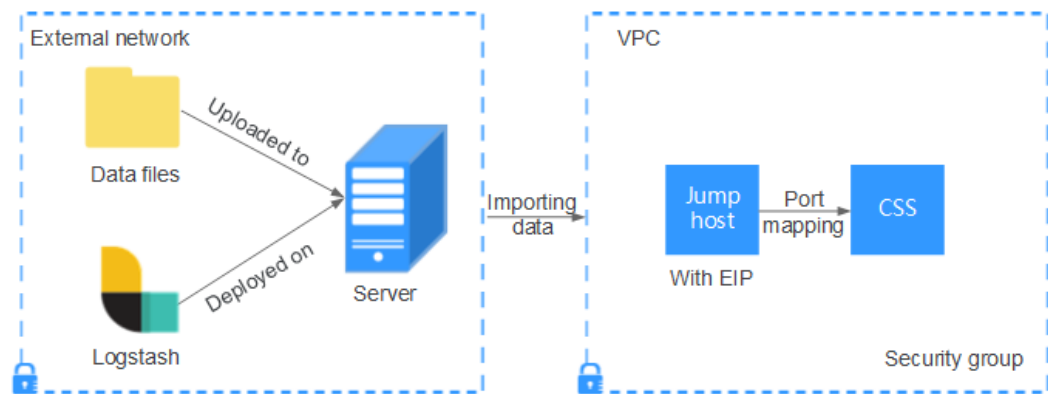 External network
Uploaded to
Data files
Deployed on
Server
Logstash
Importing
data
VPC
Jump
host
Port
mapping
CSS
With EIP
Security group